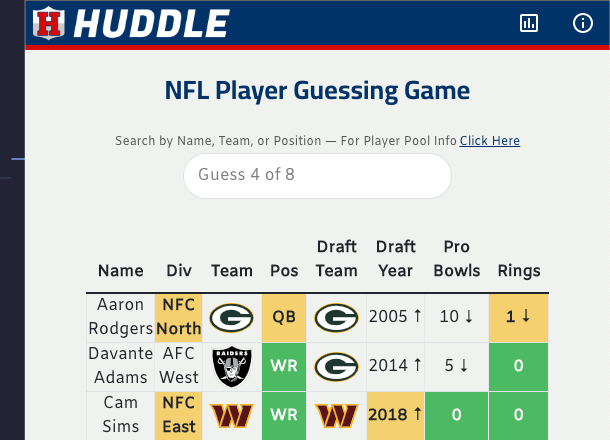 H HUDDLE
NFL Player Guessing Game
Search by Name, Team, or Position — For Player Pool Info Click Here
Guess 4 of 8
Name Div Team Pos Draft Team Draft Year Pro Bowls Rings
Aaron Rodgers NFC North G QB G 2005 ↑ 10 ↓ 1 ↓
Davante Adams AFC West RAIDERS WR G 2014 ↑ 5 ↓ 0
Cam Sims NFC East W WR W 2018 ↑ 0 0